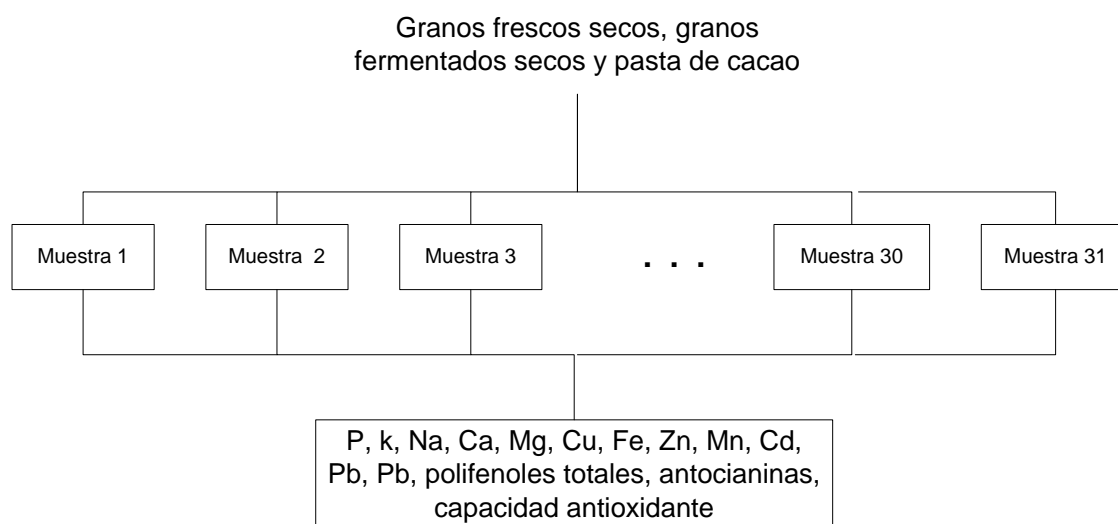 Granos frescos secos, granos
fermentados secos y pasta de cacao
Muestra 1
Muestra 2
Muestra 3
. . .
Muestra 30
Muestra 31
P, k, Na, Ca, Mg, Cu, Fe, Zn, Mn, Cd,
Pb, Pb, polifenoles totales, antocianinas,
capacidad antioxidante